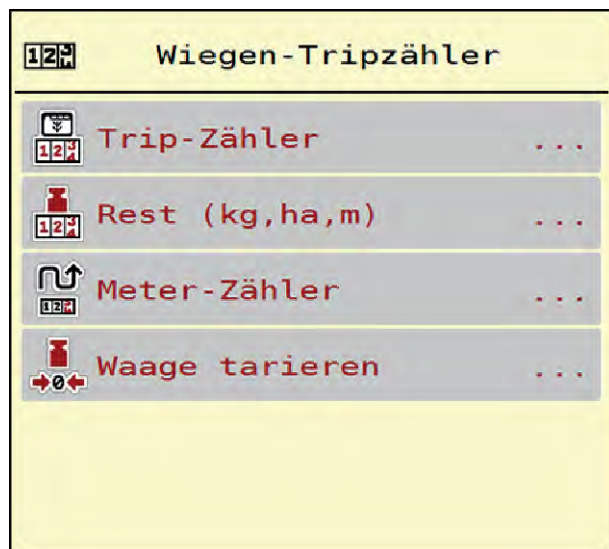 Wiegen-Tripzähler
Trip-Zähler ...
Rest (kg,ha,m) ...
Meter-Zähler ...
Waage tarieren ...